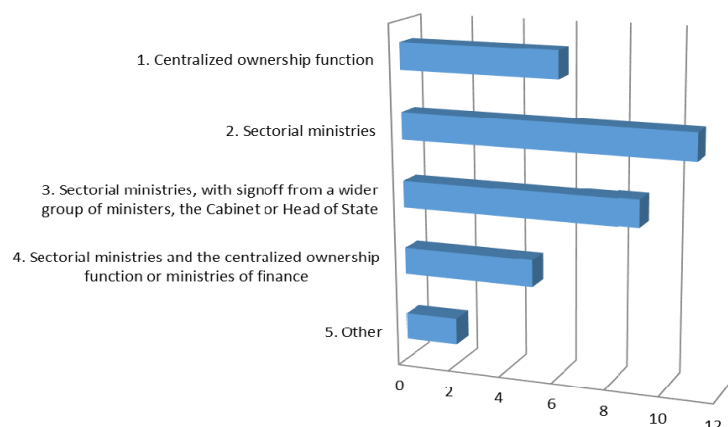 1. Centralized ownership function
2. Sectorial ministries
3. Sectorial ministries, with signoff from a wider
group of ministers, the Cabinet or Head of State
4. Sectorial ministries and the centralized ownership
function or ministries of finance
5. Other
0
2
4
6
8
10
12